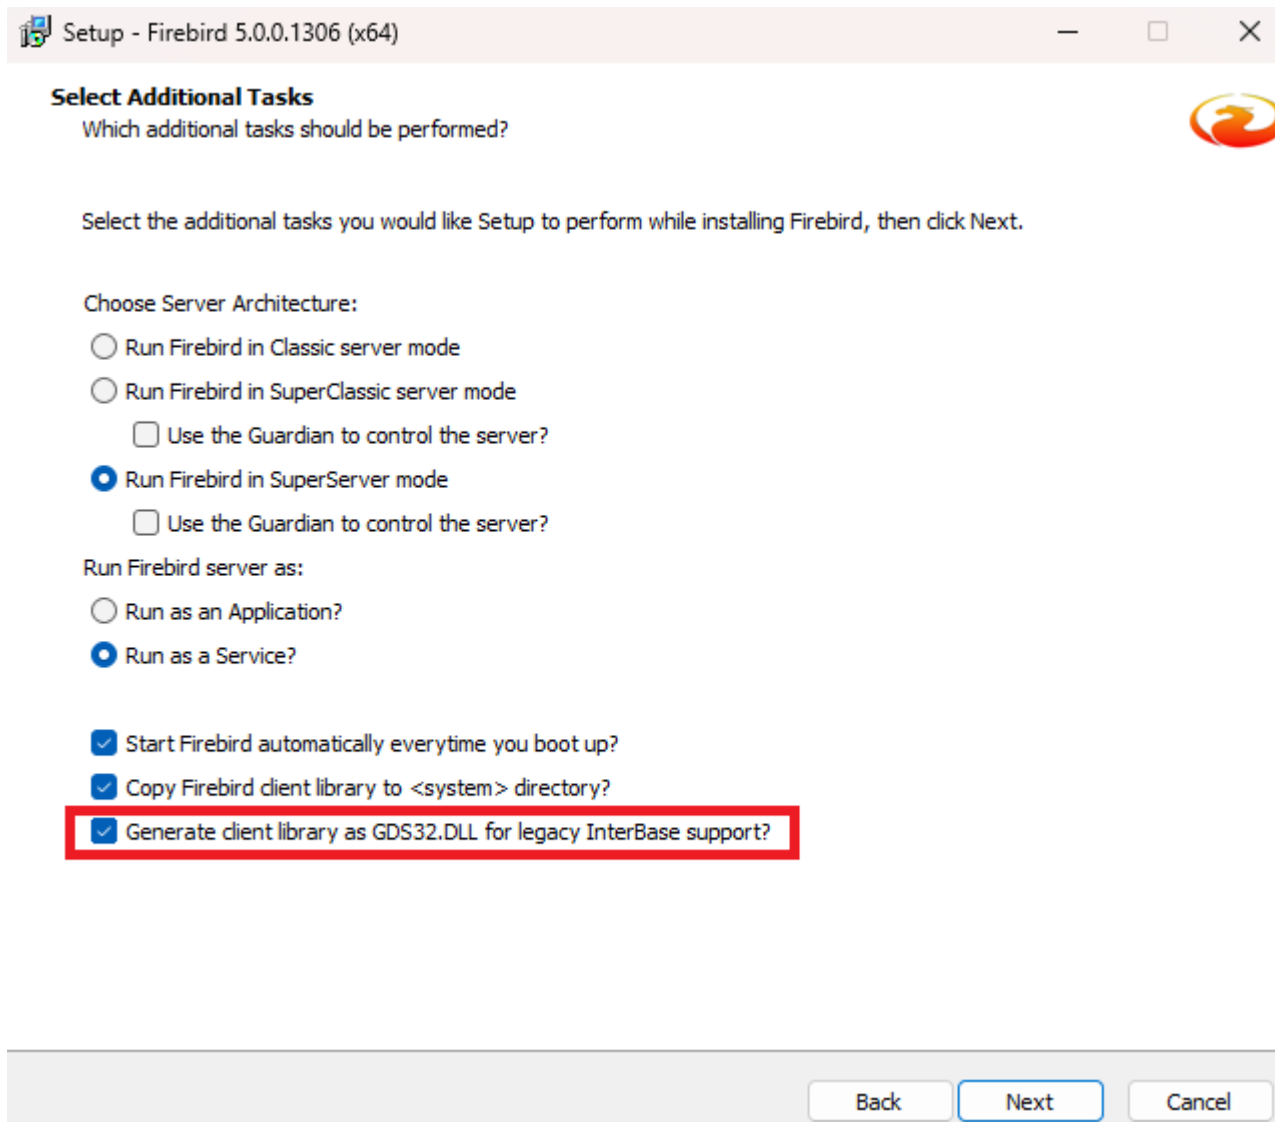 Setup - Firebird 5.0.0.1306 (x64)
Select Additional Tasks
Which additional tasks should be performed?
Select the additional tasks you would like Setup to perform while installing Firebird, then click Next.
Choose Server Architecture:
Run Firebird in Classic server mode
Run Firebird in SuperClassic server mode
Use the Guardian to control the server?
Run Firebird in SuperServer mode
Use the Guardian to control the server?
Run Firebird server as:
Run as an Application?
Run as a Service?
Start Firebird automatically everytime you boot up?
Copy Firebird client library to <system> directory?
Generate client library as GDS32.DLL for legacy InterBase support?
Back Next Cancel